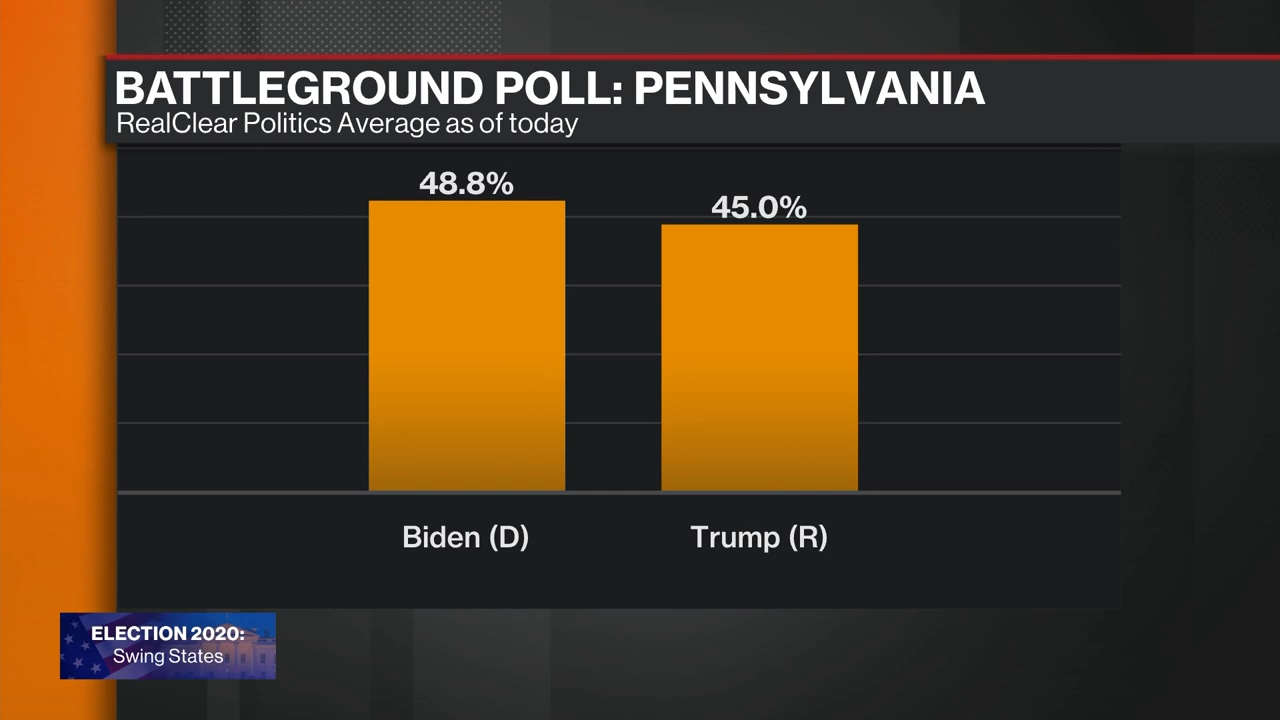 BATTLEGROUND POLL: PENNSYLVANIA
RealClear Politics Average as of today
48.8%
45.0%
Biden (D)
Trump (R)
ELECTION 2020:
Swing States